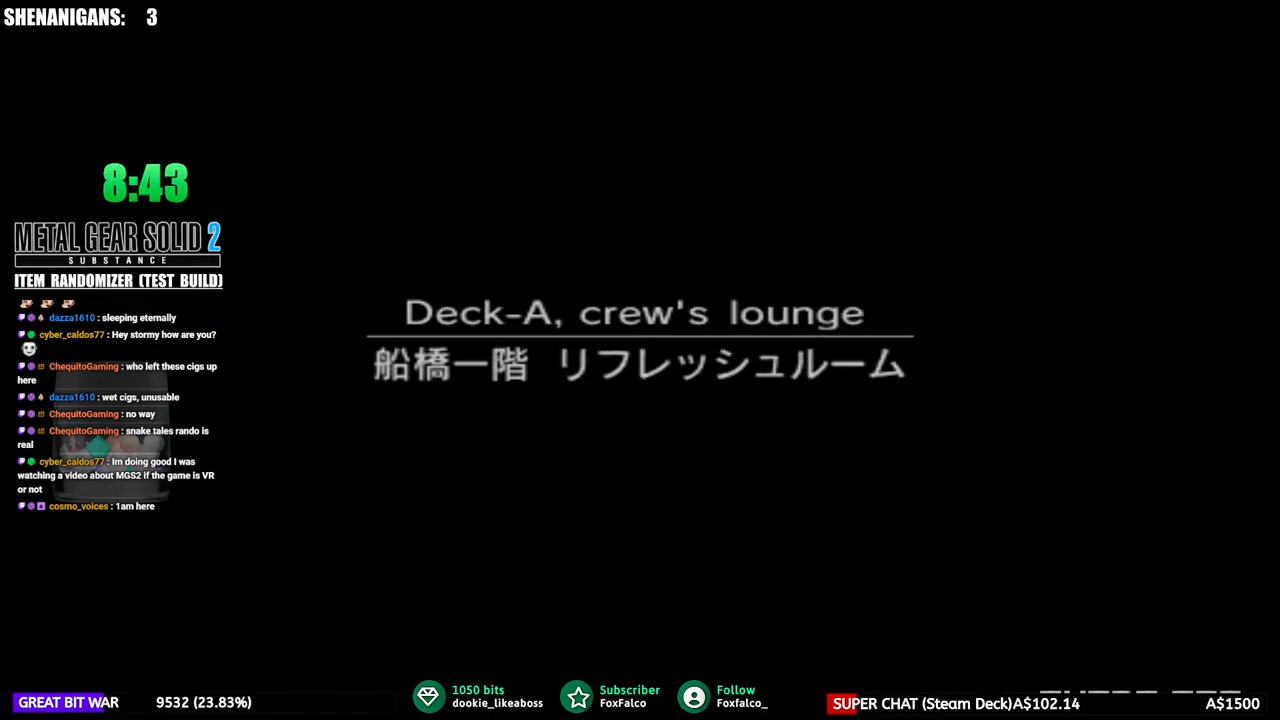 SHENANIGANS: 3
8:43
METAL GEAR SOLID 2
SUBSTANCE
ITEM RANDOMIZER (TEST BUILD)
dazza1610 : sleeping eternally
cyber_caldos77 : Hey stormy how are you?
ChequitoGaming : who left these cigs up
here
dazza1610 : wet cigs, unusable
ChequitoGaming : no way
ChequitoGaming : snake tales rando is
real
cyber_caldos77 : Im doing good I was
watching a video about MGS2 if the game is VR
or not
cosmo_voices : 1am here
Deck-A, crew's lounge
船橋一階 リフレッシュルーム
GREAT BIT WAR 9532 (23.83%)
1050 bits
dookie_likeaboss
Subscriber
FoxFalco
Follow
Foxfalco_
SUPER CHAT (Steam Deck)A$102.14 A$1500